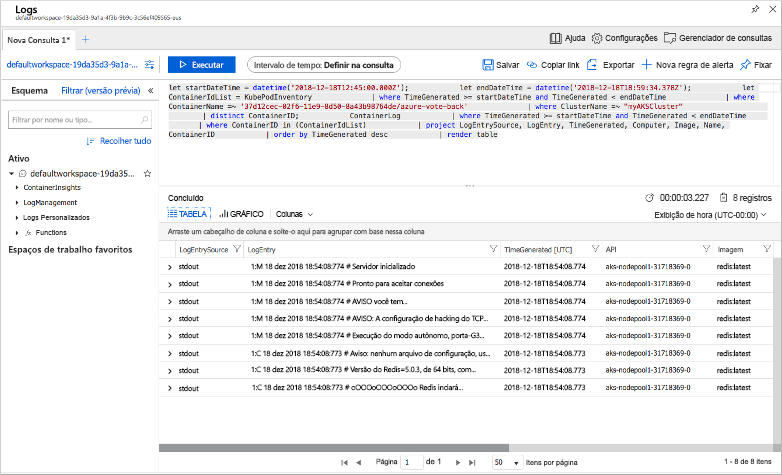 Logs
defaultworkspace-19da35d3-9a1a-4f3b-9b9c-3c56ef409565-eus
Nova Consulta 1* +
Ajuda Configurações Gerenciador de consultas
defaultworkspace-19da35d3-9a1a-... Executar Intervalo de tempo: Definir na consulta Salvar Copiar link Exportar Nova regra de alerta Fixar
Esquema Filtrar (versão prévia) «
Filtrar por nome ou tipo...
Recolher tudo
Ativo
defaultworkspace-19da35...
ContainerInsights
LogManagement
Logs Personalizados
fx Functions
Espaços de trabalho favoritos
let startDateTime = datetime('2018-12-18T12:45:00.000Z'); let endDateTime = datetime('2018-12-18T18:59:34.378Z'); let
ContainerIdList = KubePodInventory | where TimeGenerated >= startDateTime and TimeGenerated < endDateTime | where
ContainerName =~ '37d12cec-02f6-11e9-8d50-0a43b98764de/azure-vote-back' | where ClusterName =~ "myAKSCluster"
| distinct ContainerID; ContainerLog | where TimeGenerated >= startDateTime and TimeGenerated < endDateTime
| where ContainerID in (ContainerIdList) | project LogEntrySource, LogEntry, TimeGenerated, Computer, Image, Name,
ContainerID | order by TimeGenerated desc | render table
Concluído 00:00:03.227 8 registros
TABELA GRÁFICO Colunas Exibição de hora (UTC-00:00)
Arraste um cabeçalho de coluna e solte-o aqui para agrupar com base nessa coluna
LogEntrySource LogEntry TimeGenerated [UTC] API Imagem
stdout 1:M 18 dez 2018 18:54:08:774 # Servidor inicializado 2018-12-18T18:54:08.774 aks-nodepool1-31718369-0 redis:latest
stdout 1:M 18 dez 2018 18:54:08:774 # Pronto para aceitar conexões 2018-12-18T18:54:08.774 aks-nodepool1-31718369-0 redis:latest
stdout 1:M 18 dez 2018 18:54:08:774 # AVISO você tem... 2018-12-18T18:54:08.774 aks-nodepool1-31718369-0 redis:latest
stdout 1:M 18 dez 2018 18:54:08:774 # AVISO: A configuração de hacking do TCP... 2018-12-18T18:54:08.774 aks-nodepool1-31718369-0 redis:latest
stdout 1:M 18 dez 2018 18:54:08:774 # Execução do modo autônomo, porta-G3... 2018-12-18T18:54:08.774 aks-nodepool1-31718369-0 redis:latest
stdout 1:C 18 dez 2018 18:54:08:773 # Aviso: nenhum arquivo de configuração, us... 2018-12-18T18:54:08.773 aks-nodepool1-31718369-0 redis:latest
stdout 1:C 18 dez 2018 18:54:08:773 # Versão do Redis=5.0.3, de 64 bits, com... 2018-12-18T18:54:08.773 aks-nodepool1-31718369-0 redis:latest
stdout 1:C 18 dez 2018 18:54:08:773 # oOOOoOOOoOOOo Redis Iniciará... 2018-12-18T18:54:08.773 aks-nodepool1-31718369-0 redis:latest
Página 1 de 1 50 Itens por página 1 - 8 de 8 itens